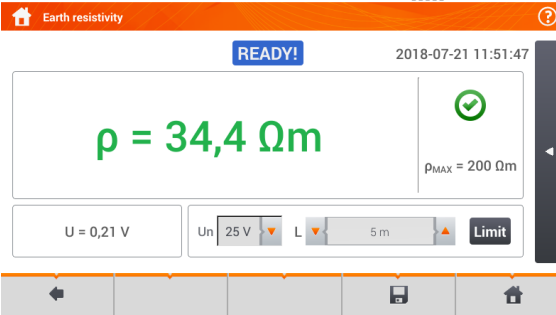 Earth resistivity
READY!
2018-07-21 11:51:47
ρ = 34,4 Ωm
ρMAX = 200 Ωm
U = 0,21 V
Un 25 V L 5 m Limit